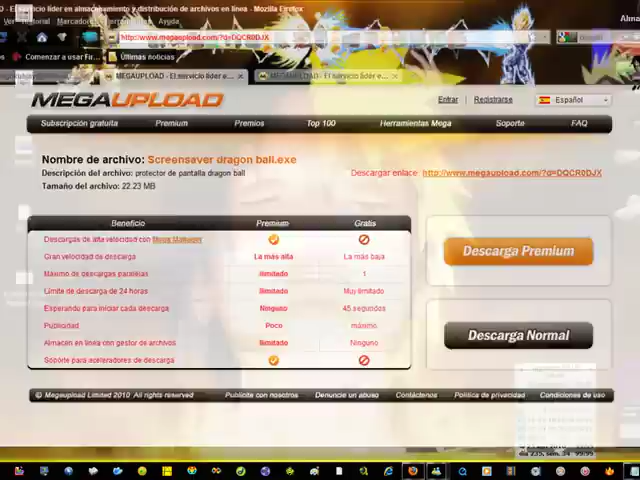 - El servicio líder en almacenamiento y distribución de archivos en línea - Mozilla Firefox
Historial Marcadores Ayuda
http://www.megaupload.com/?d=DQCR0DJX
Comenzar a usar Fir... Últimas noticias
MEGAUPLOAD - El servicio líder e... MEGAUPLOAD - El servicio líder e...
MEGAUPLOAD
Entrar | Registrarse Español
Subscripción gratuita Premium Premios Top 100 Herramientas Mega Soporte FAQ
Nombre de archivo: Screensaver dragon ball.exe
Descripción del archivo: protector de pantalla dragon ball
Descargar enlace: http://www.megaupload.com/?d=DQCR0DJX
Tamaño del archivo: 22.23 MB
Beneficio Premium Gratis
Descargas de alta velocidad con Mega Manager
Gran velocidad de descarga La más alta La más baja
Máximo de descargas paralelas Ilimitado 1
Límite de descarga de 24 horas Ilimitado Muy limitado
Esperando para iniciar cada descarga Ninguno 45 segundos
Publicidad Poco máximo
Almacén en línea con gestor de archivos Ilimitado Ninguno
Soporte para aceleradores de descarga
Descarga Premium
Descarga Normal
© Megaupload Limited 2010 All rights reserved Publicite con nosotros Denuncie un abuso Contáctenos Política de privacidad Condiciones de uso
día 235, sem. 34